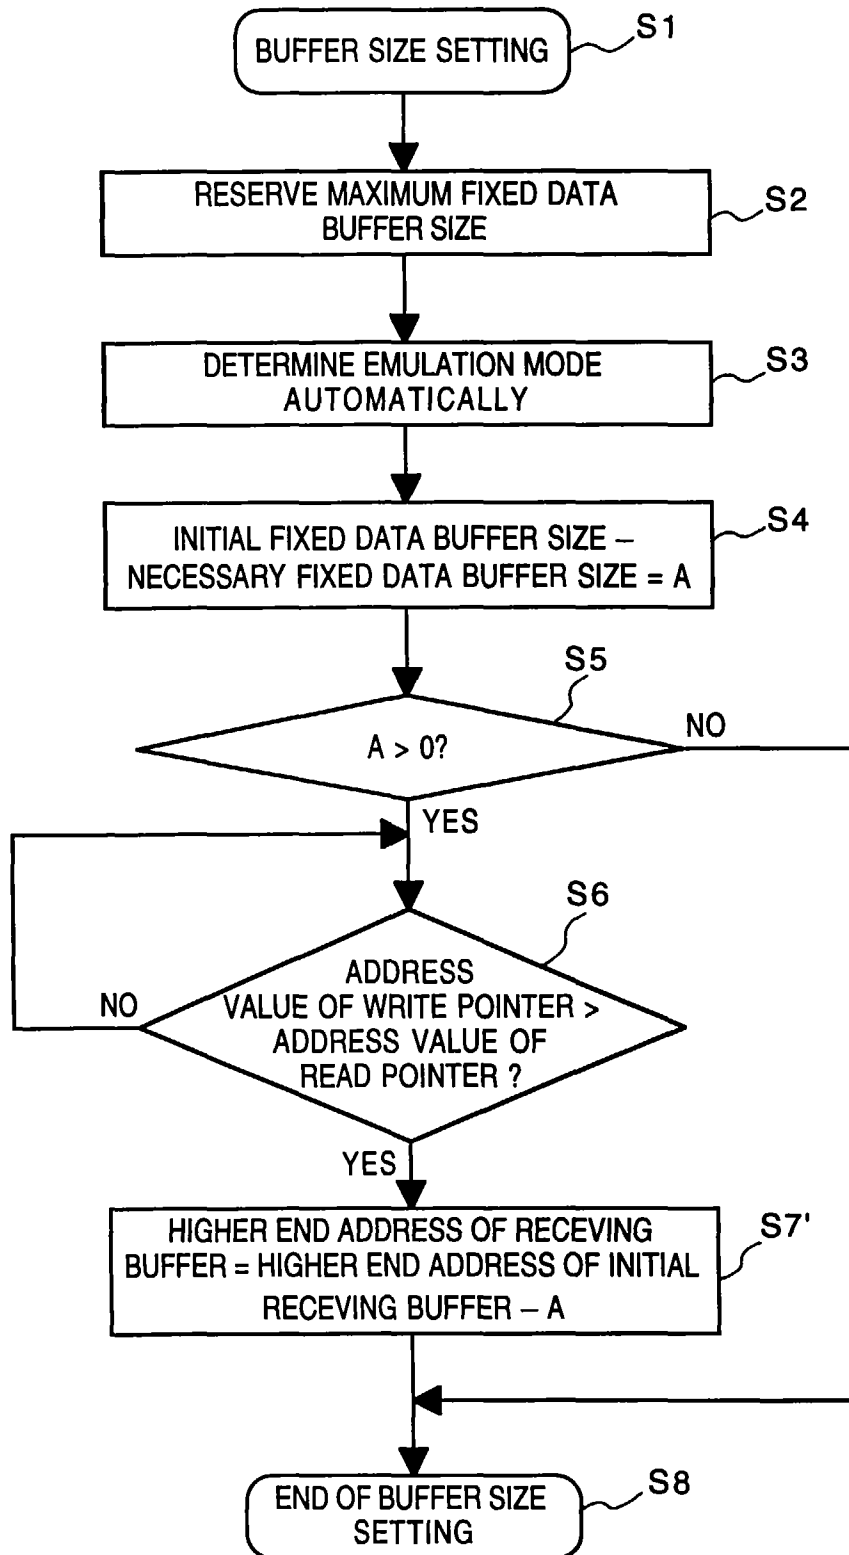 BUFFER SIZE SETTING
S1
RESERVE MAXIMUM FIXED DATA
BUFFER SIZE
S2
DETERMINE EMULATION MODE
AUTOMATICALLY
S3
INITIAL FIXED DATA BUFFER SIZE –
NECESSARY FIXED DATA BUFFER SIZE = A
S4
S5
A > 0?
NO
YES
S6
ADDRESS
VALUE OF WRITE POINTER >
ADDRESS VALUE OF
READ POINTER ?
NO
YES
HIGHER END ADDRESS OF RECEVING
BUFFER = HIGHER END ADDRESS OF INITIAL
RECEVING BUFFER – A
S7'
END OF BUFFER SIZE
SETTING
S8